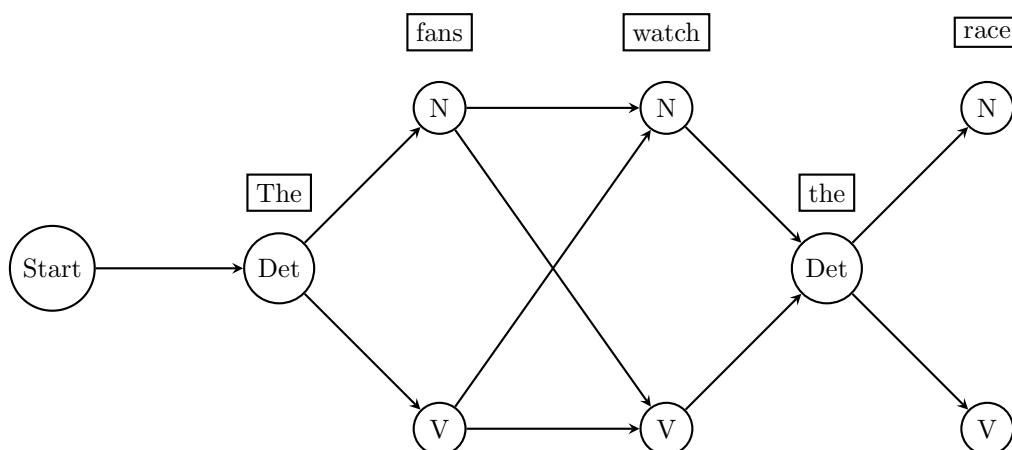 fans watch race
N N N
The the
Start Det Det
V V V